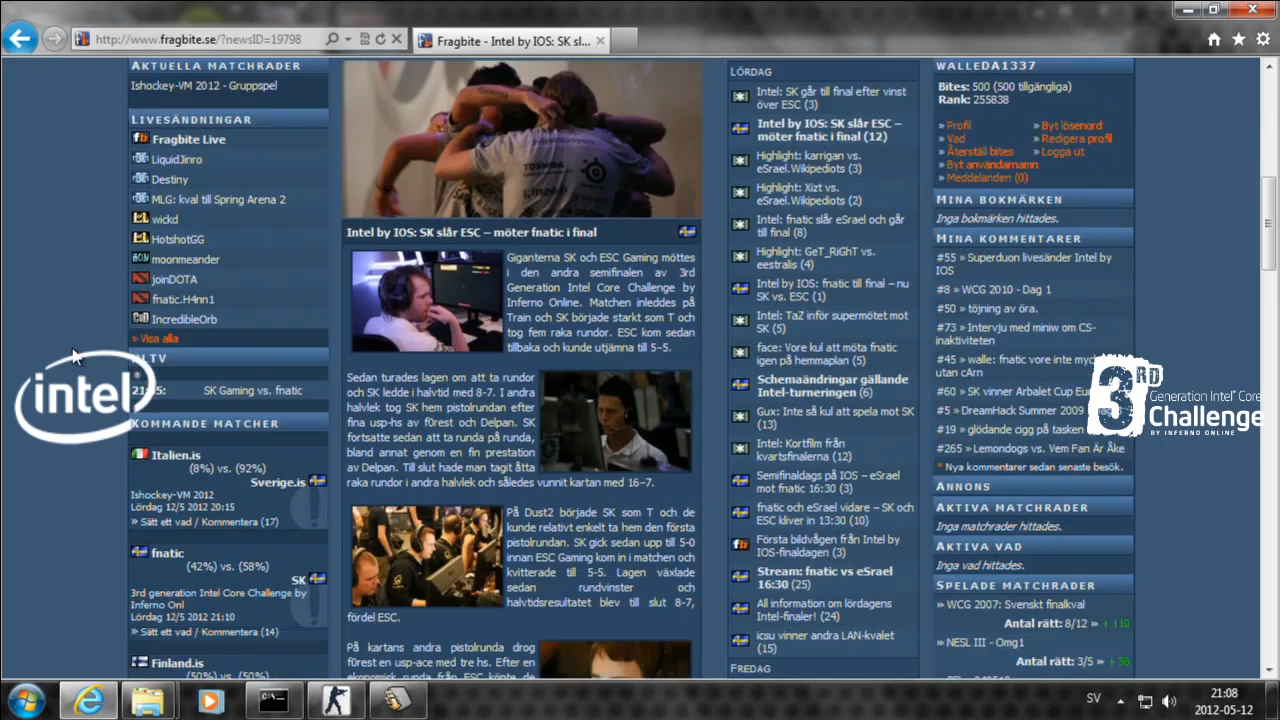 http://www.fragbite.se/?newsID=19798
Fragbite - Intel by IOS: SK sl...
AKTUELLA MATCHRADER
Ishockey-VM 2012 - Gruppspel
LIVESÄNDNINGAR
Fragbite Live
LiquidJinro
Destiny
MLG: kval till Spring Arena 2
wickd
HotshotGG
moonmeander
joinDOTA
fnatic.H4nn1
IncredibleOrb
» Visa alla
TV
SK Gaming vs. fnatic
KOMMANDE MATCHER
Italien.is
(8%) vs. (92%)
Sverige.is
Ishockey-VM 2012
Lördag 12/5 2012 20:15
» Sätt ett vad / Kommentera (17)
fnatic
(42%) vs. (58%)
SK
3rd generation Intel Core Challenge by
Inferno Onl
Lördag 12/5 2012 21:10
» Sätt ett vad / Kommentera (14)
Finland.is
(50%) vs. (50%)
intel
TOSHIBA
Intel by IOS: SK slår ESC – möter fnatic i final
Giganterna SK och ESC Gaming möttes
i den andra semifinalen av 3rd
Generation Intel Core Challenge by
Inferno Online. Matchen inleddes på
Train och SK började starkt som T och
tog fem raka rundor. ESC kom sedan
tillbaka och kunde utjämna till 5-5.
Sedan turades lagen om att ta rundor
och SK ledde i halvtid med 8-7. I andra
halvlek tog SK hem pistolrundan efter
fina usp-hs av f0rest och Delpan. SK
fortsatte sedan att ta runda på runda,
bland annat genom en fin prestation
av Delpan. Till slut hade man tagit åtta
raka rundor i andra halvlek och således vunnit kartan med 16-7.
På Dust2 började SK som T och de
kunde relativt enkelt ta hem den första
pistolrundan. SK gick sedan upp till 5-0
innan ESC Gaming kom in i matchen och
kvitterade till 5-5. Lagen växlade
sedan rundvinster och
halvtidsresultatet blev till slut 8-7,
fördel ESC.
På kartans andra pistolrunda drog
f0rest en usp-ace med tre hs. Efter en
ekonomisk runda från ESC könte de
LÖRDAG
Intel: SK går till final efter vinst
över ESC (3)
Intel by IOS: SK slår ESC –
möter fnatic i final (12)
Highlight: karrigan vs.
eSrael.Wikipediots (3)
Highlight: Xizt vs.
eSrael.Wikipediots (2)
Intel: fnatic slår eSrael och går
till final (8)
Highlight: GeT_RiGhT vs.
eestralis (4)
Intel by IOS: fnatic till final – nu
SK vs. ESC (1)
Intel: TaZ inför supermötet mot
SK (5)
face: Vore kul att möta fnatic
igen på hemmaplan (5)
Schemaändringar gällande
Intel-turneringen (6)
Gux: Inte så kul att spela mot SK
(13)
Intel: Kortfilm från
kvartsfinalerna (12)
Semifinaldags på IOS – eSrael
mot fnatic 16:30 (3)
fnatic och eSrael vidare – SK och
ESC kliver in 13:30 (10)
Första bildvågen från Intel by
IOS-finaldagen (3)
Stream: fnatic vs eSrael
16:30 (25)
All information om lördagens
Intel-finaler! (24)
icsu vinner andra LAN-kvalet
(15)
FREDAG
WALLEDA1337
Bites: 500 (500 tillgängliga)
Rank: 255838
» Profil
» Byt lösenord
» Vad
» Redigera profil
» Återställ bites
» Logga ut
» Byt användarnamn
» Meddelanden (0)
MINA BOKMÄRKEN
Inga bokmärken hittades.
MINA KOMMENTARER
#55 » Superduon livesänder Intel by
IOS
#8 » WCG 2010 - Dag 1
#50 » töjning av öra.
#73 » Intervju med miniw om CS-
inaktiviteten
#45 » walle: fnatic vore inte
utan cArn
#60 » SK vinner Arbalet Cup
#5 » DreamHack Summer 2009
#19 » glödande cigg på tasken
#265 » Lemondogs vs. Vem Fan Är Åke
* Nya kommentarer sedan senaste besök.
3RD
Generation Intel® Core
Challenge
BY INFERNO ONLINE
ANNONS
AKTIVA MATCHRADER
Inga matchrader hittades.
AKTIVA VAD
Inga vad hittades.
SPELADE MATCHRADER
» WCG 2007: Svenskt finalkval
Antal rätt: 8/12 » +110
» NESL III - Omg1
Antal rätt: 3/5 » +36
SV
21:08
2012-05-12